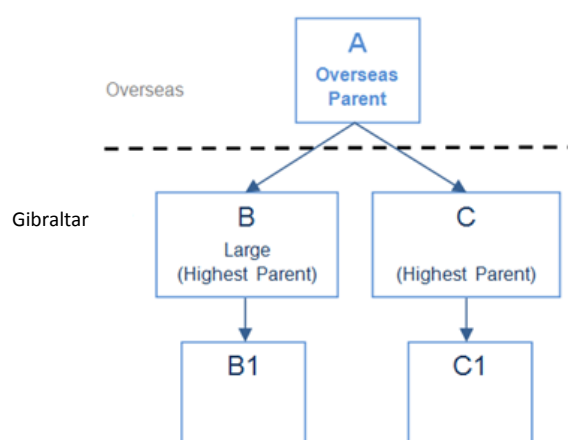 A
Overseas
Parent
Overseas
Gibraltar
B
Large
(Highest Parent)
C
(Highest Parent)
B1
C1